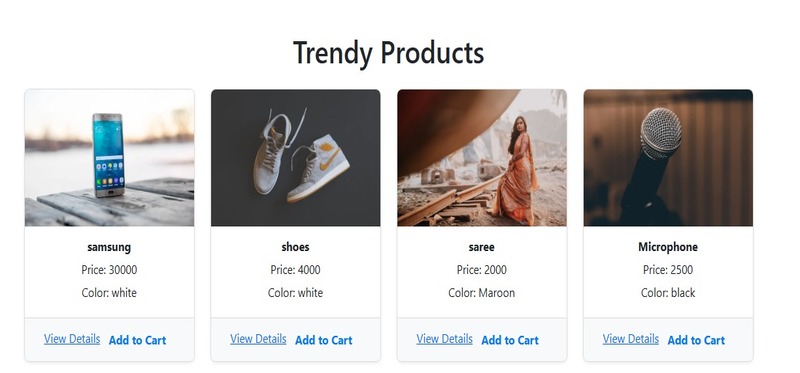 Trendy Products
samsung
Price: 30000
Color: white
View Details Add to Cart
shoes
Price: 4000
Color: white
View Details Add to Cart
saree
Price: 2000
Color: Maroon
View Details Add to Cart
Microphone
Price: 2500
Color: black
View Details Add to Cart